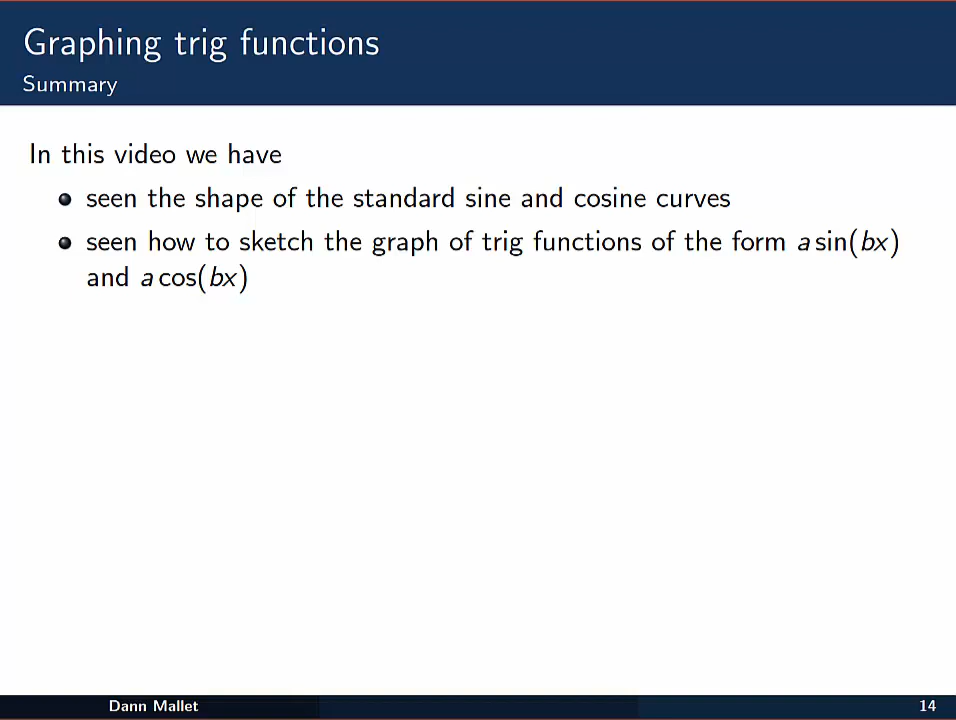 Graphing trig functions
Summary
In this video we have
seen the shape of the standard sine and cosine curves
seen how to sketch the graph of trig functions of the form a sin(bx)
and a cos(bx)
Dann Mallet 14